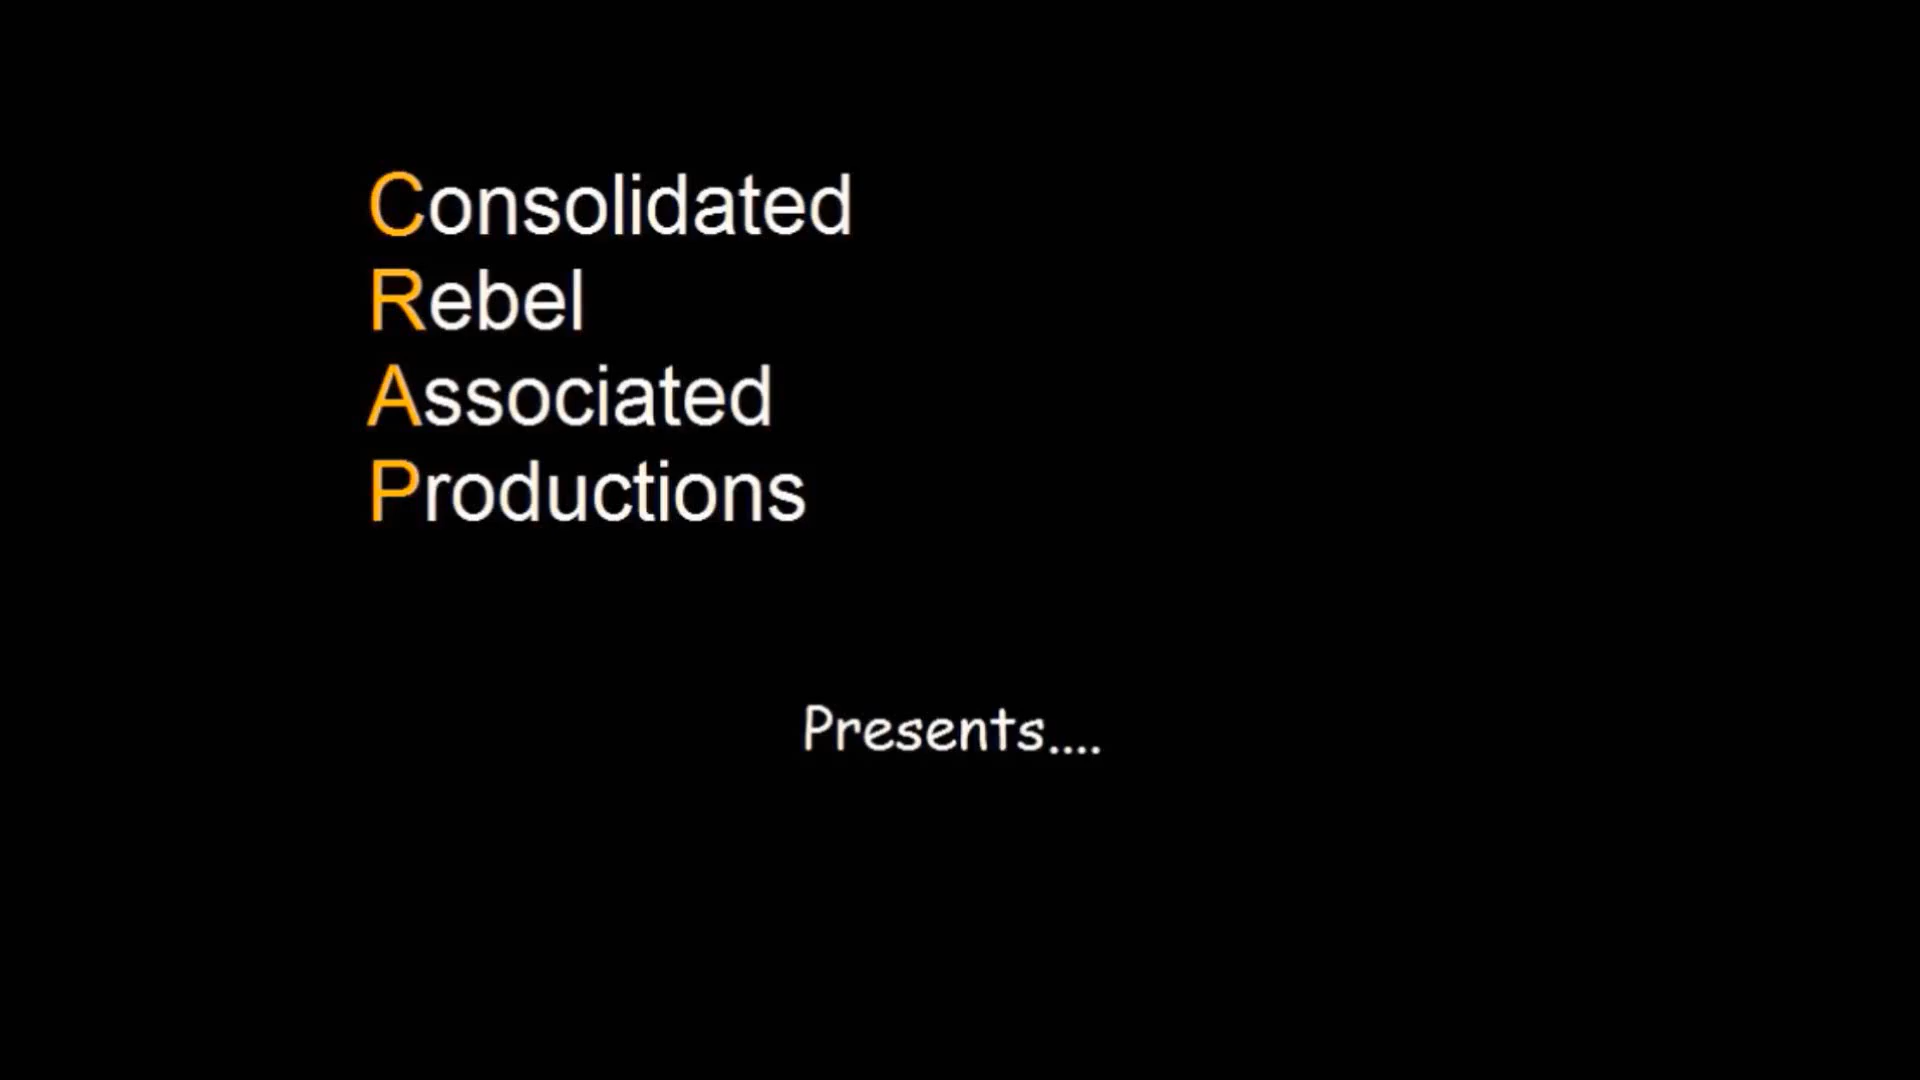 Consolidated
Rebel
Associated
Productions
Presents....